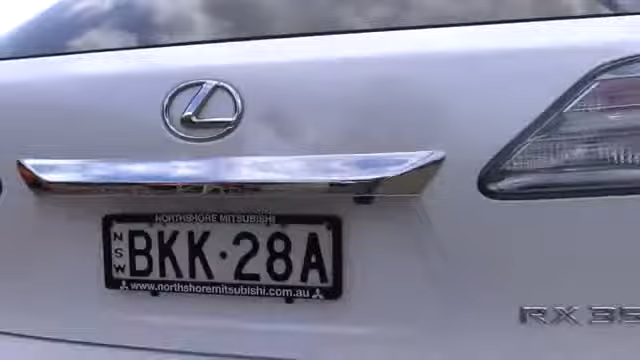 NORTHSHORE MITSUBISHI
NSW
BKK·28A
www.northshoremitsubishi.com.au
RX 35